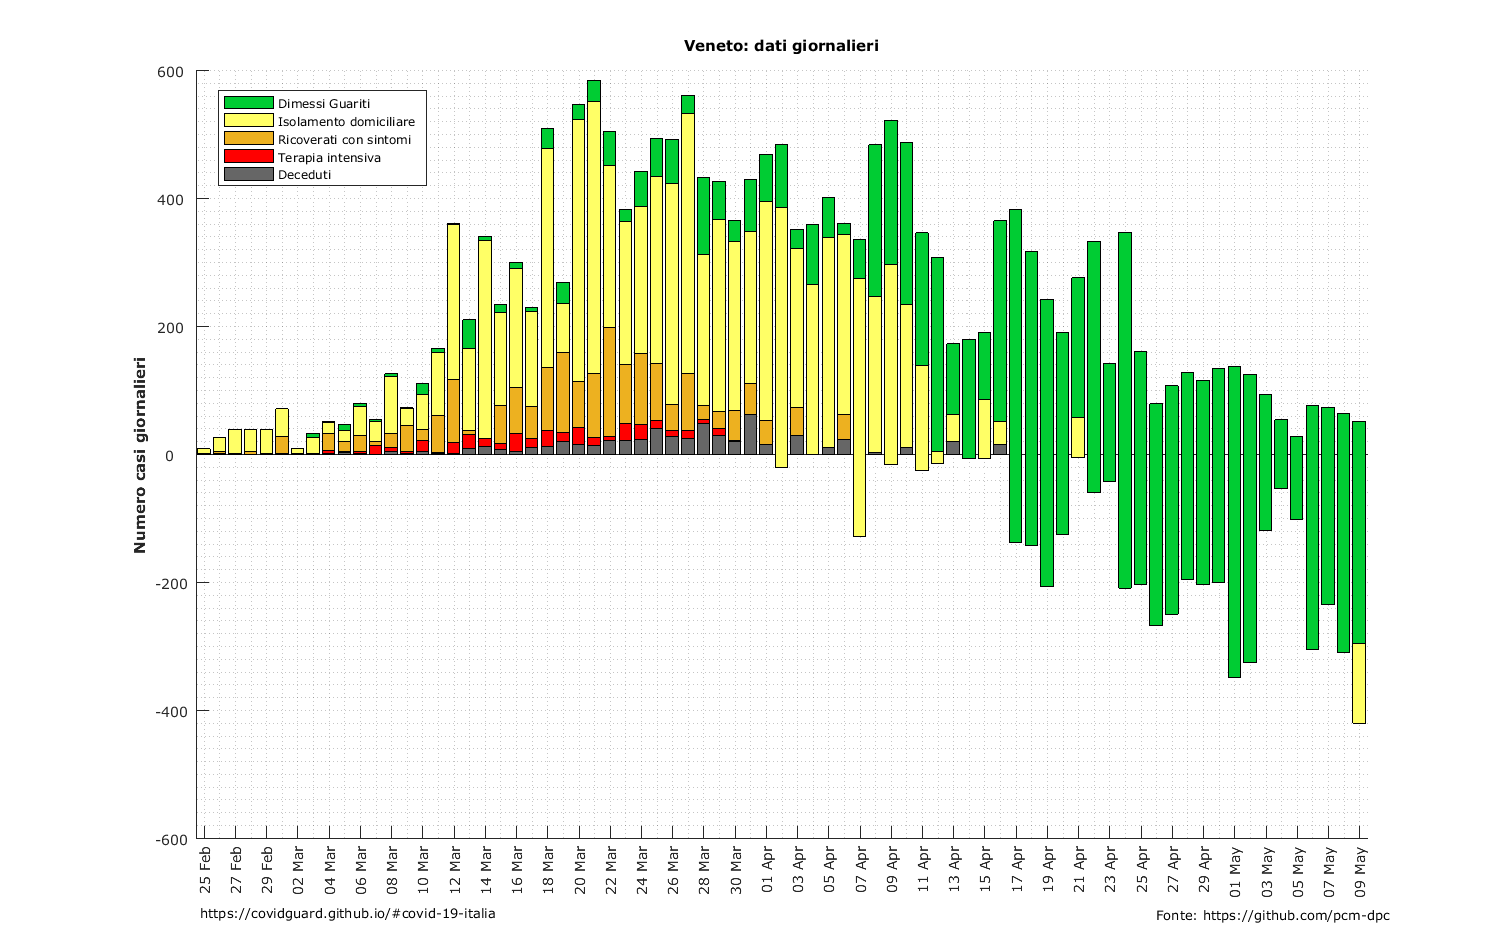 Veneto: dati giornalieri
600
400
200
0
-200
-400
-600
Numero casi giornalieri
Dimessi Guariti
Isolamento domiciliare
Ricoverati con sintomi
Terapia intensiva
Deceduti
25 Feb
27 Feb
29 Feb
02 Mar
04 Mar
06 Mar
08 Mar
10 Mar
12 Mar
14 Mar
16 Mar
18 Mar
20 Mar
22 Mar
24 Mar
26 Mar
28 Mar
30 Mar
01 Apr
03 Apr
05 Apr
07 Apr
09 Apr
11 Apr
13 Apr
15 Apr
17 Apr
19 Apr
21 Apr
23 Apr
25 Apr
27 Apr
29 Apr
01 May
03 May
05 May
07 May
09 May
https://covidguard.github.io/#covid-19-italia
Fonte: https://github.com/pcm-dpc